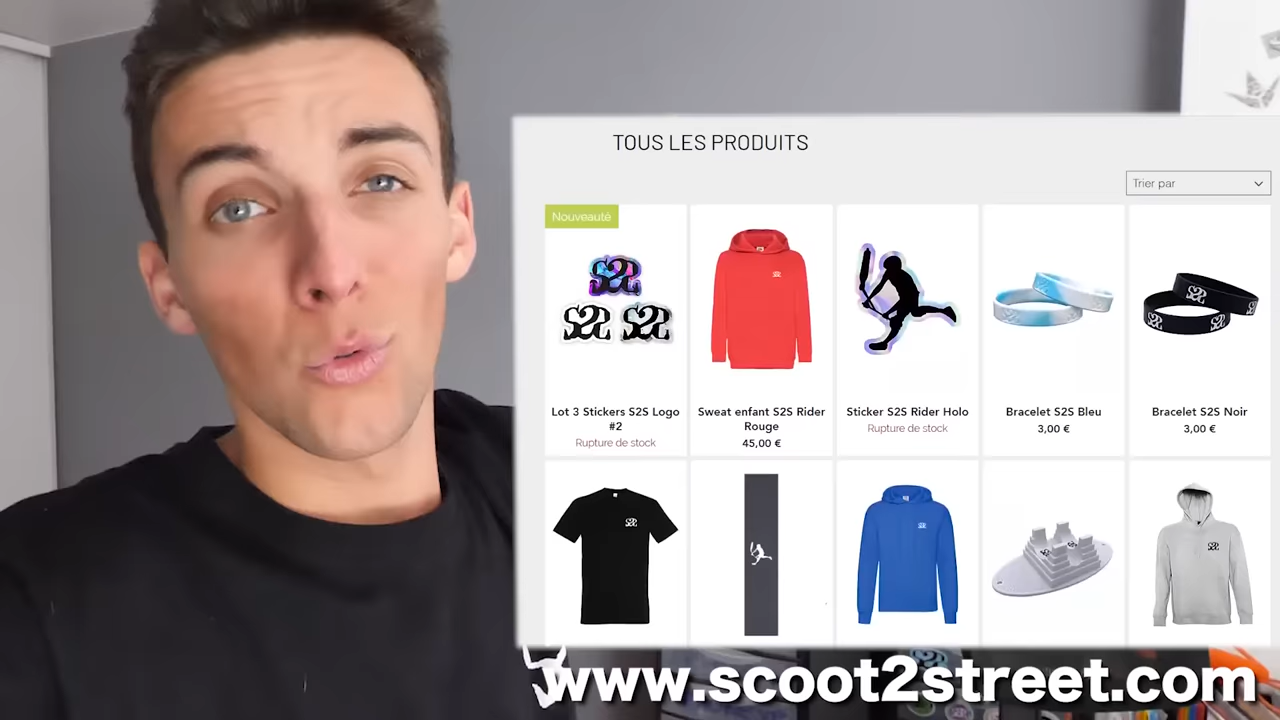 TOUS LES PRODUITS
Trier par
Nouveauté
Lot 3 Stickers S2S Logo
#2
Rupture de stock
Sweat enfant S2S Rider
Rouge
45,00 €
Sticker S2S Rider Holo
Rupture de stock
Bracelet S2S Bleu
3,00 €
Bracelet S2S Noir
3,00 €
www.scoot2street.com